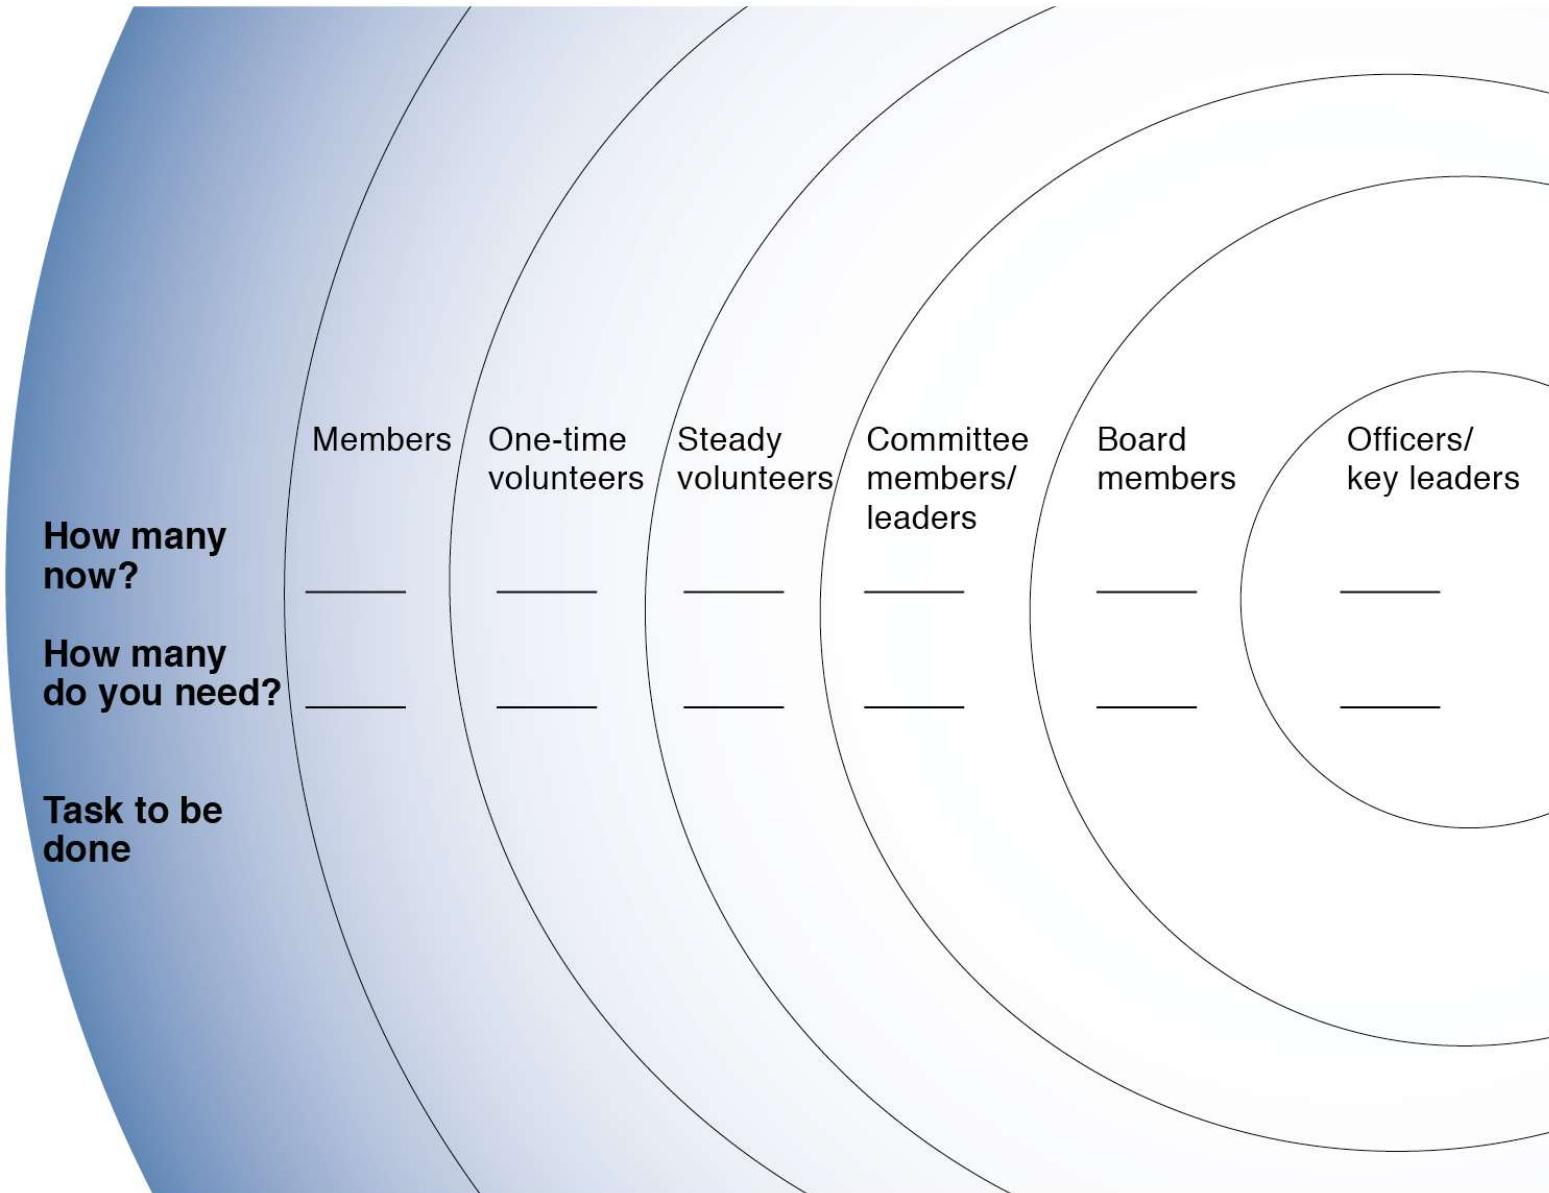 Members
One-time
volunteers
Steady
volunteers
Committee
members/
leaders
Board
members
Officers/
key leaders
How many
now?
How many
do you need?
Task to be
done